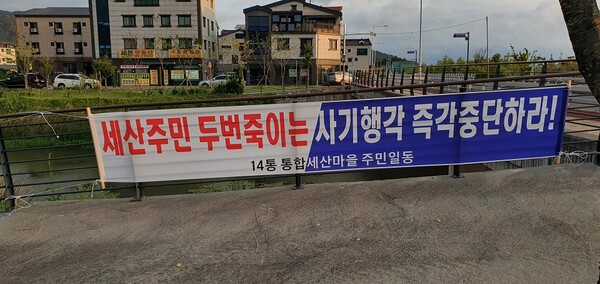 세산주민 두번죽이는 사기행각 즉각중단하라!
14통 통합세산마을 주민일동